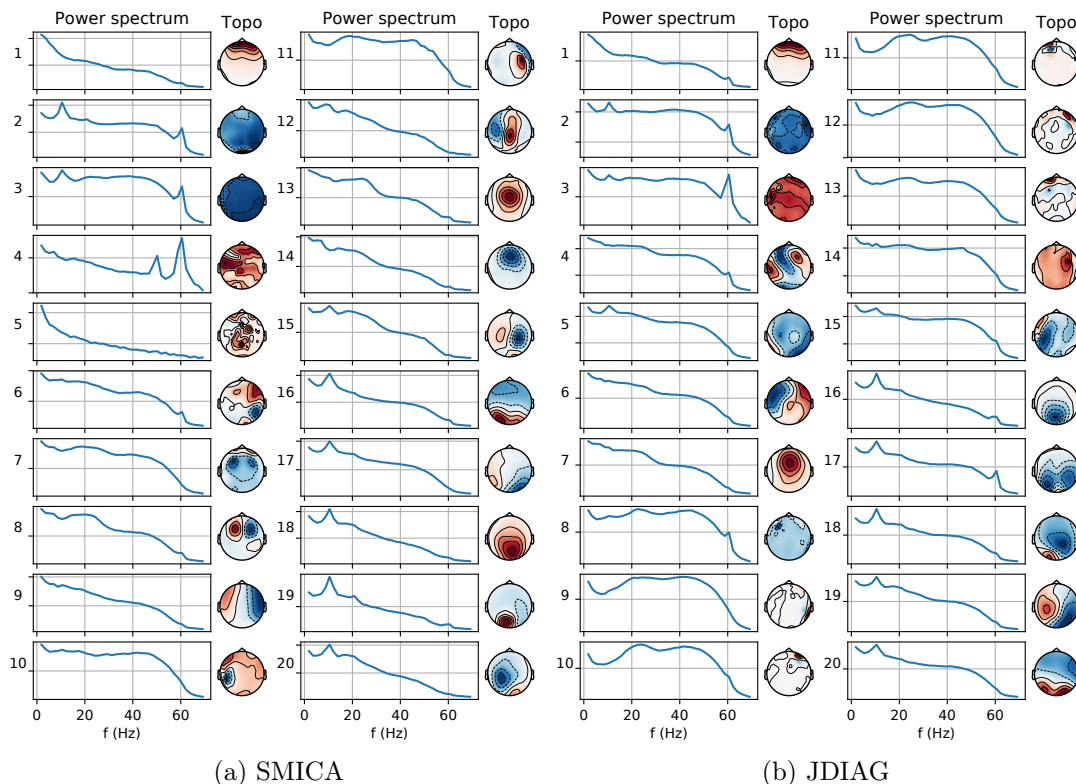 Power spectrum Topo Power spectrum Topo Power spectrum Topo Power spectrum Topo
1 11 1 11
2 12 2 12
3 13 3 13
4 14 4 14
5 15 5 15
6 16 6 16
7 17 7 17
8 18 8 18
9 19 9 19
10 20 10 20
0 20 40 60 0 20 40 60 0 20 40 60 0 20 40 60
f (Hz) f (Hz) f (Hz) f (Hz)
(a) SMICA (b) JDIAG